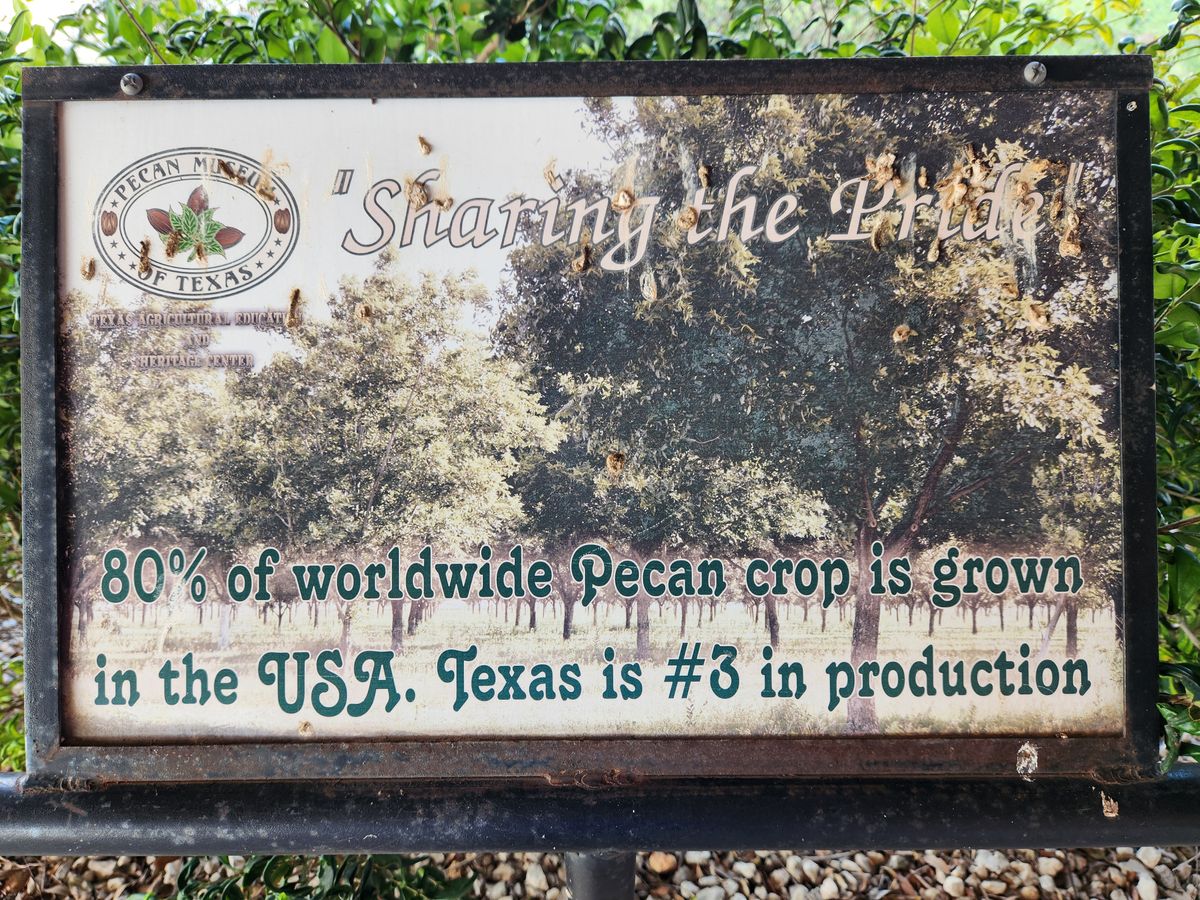 PECAN MUSEUM
OF TEXAS
"Sharing the Pride"
TEXAS AGRICULTURAL EDUCATION
AND
HERITAGE CENTER
80% of worldwide Pecan crop is grown
in the USA. Texas is #3 in production